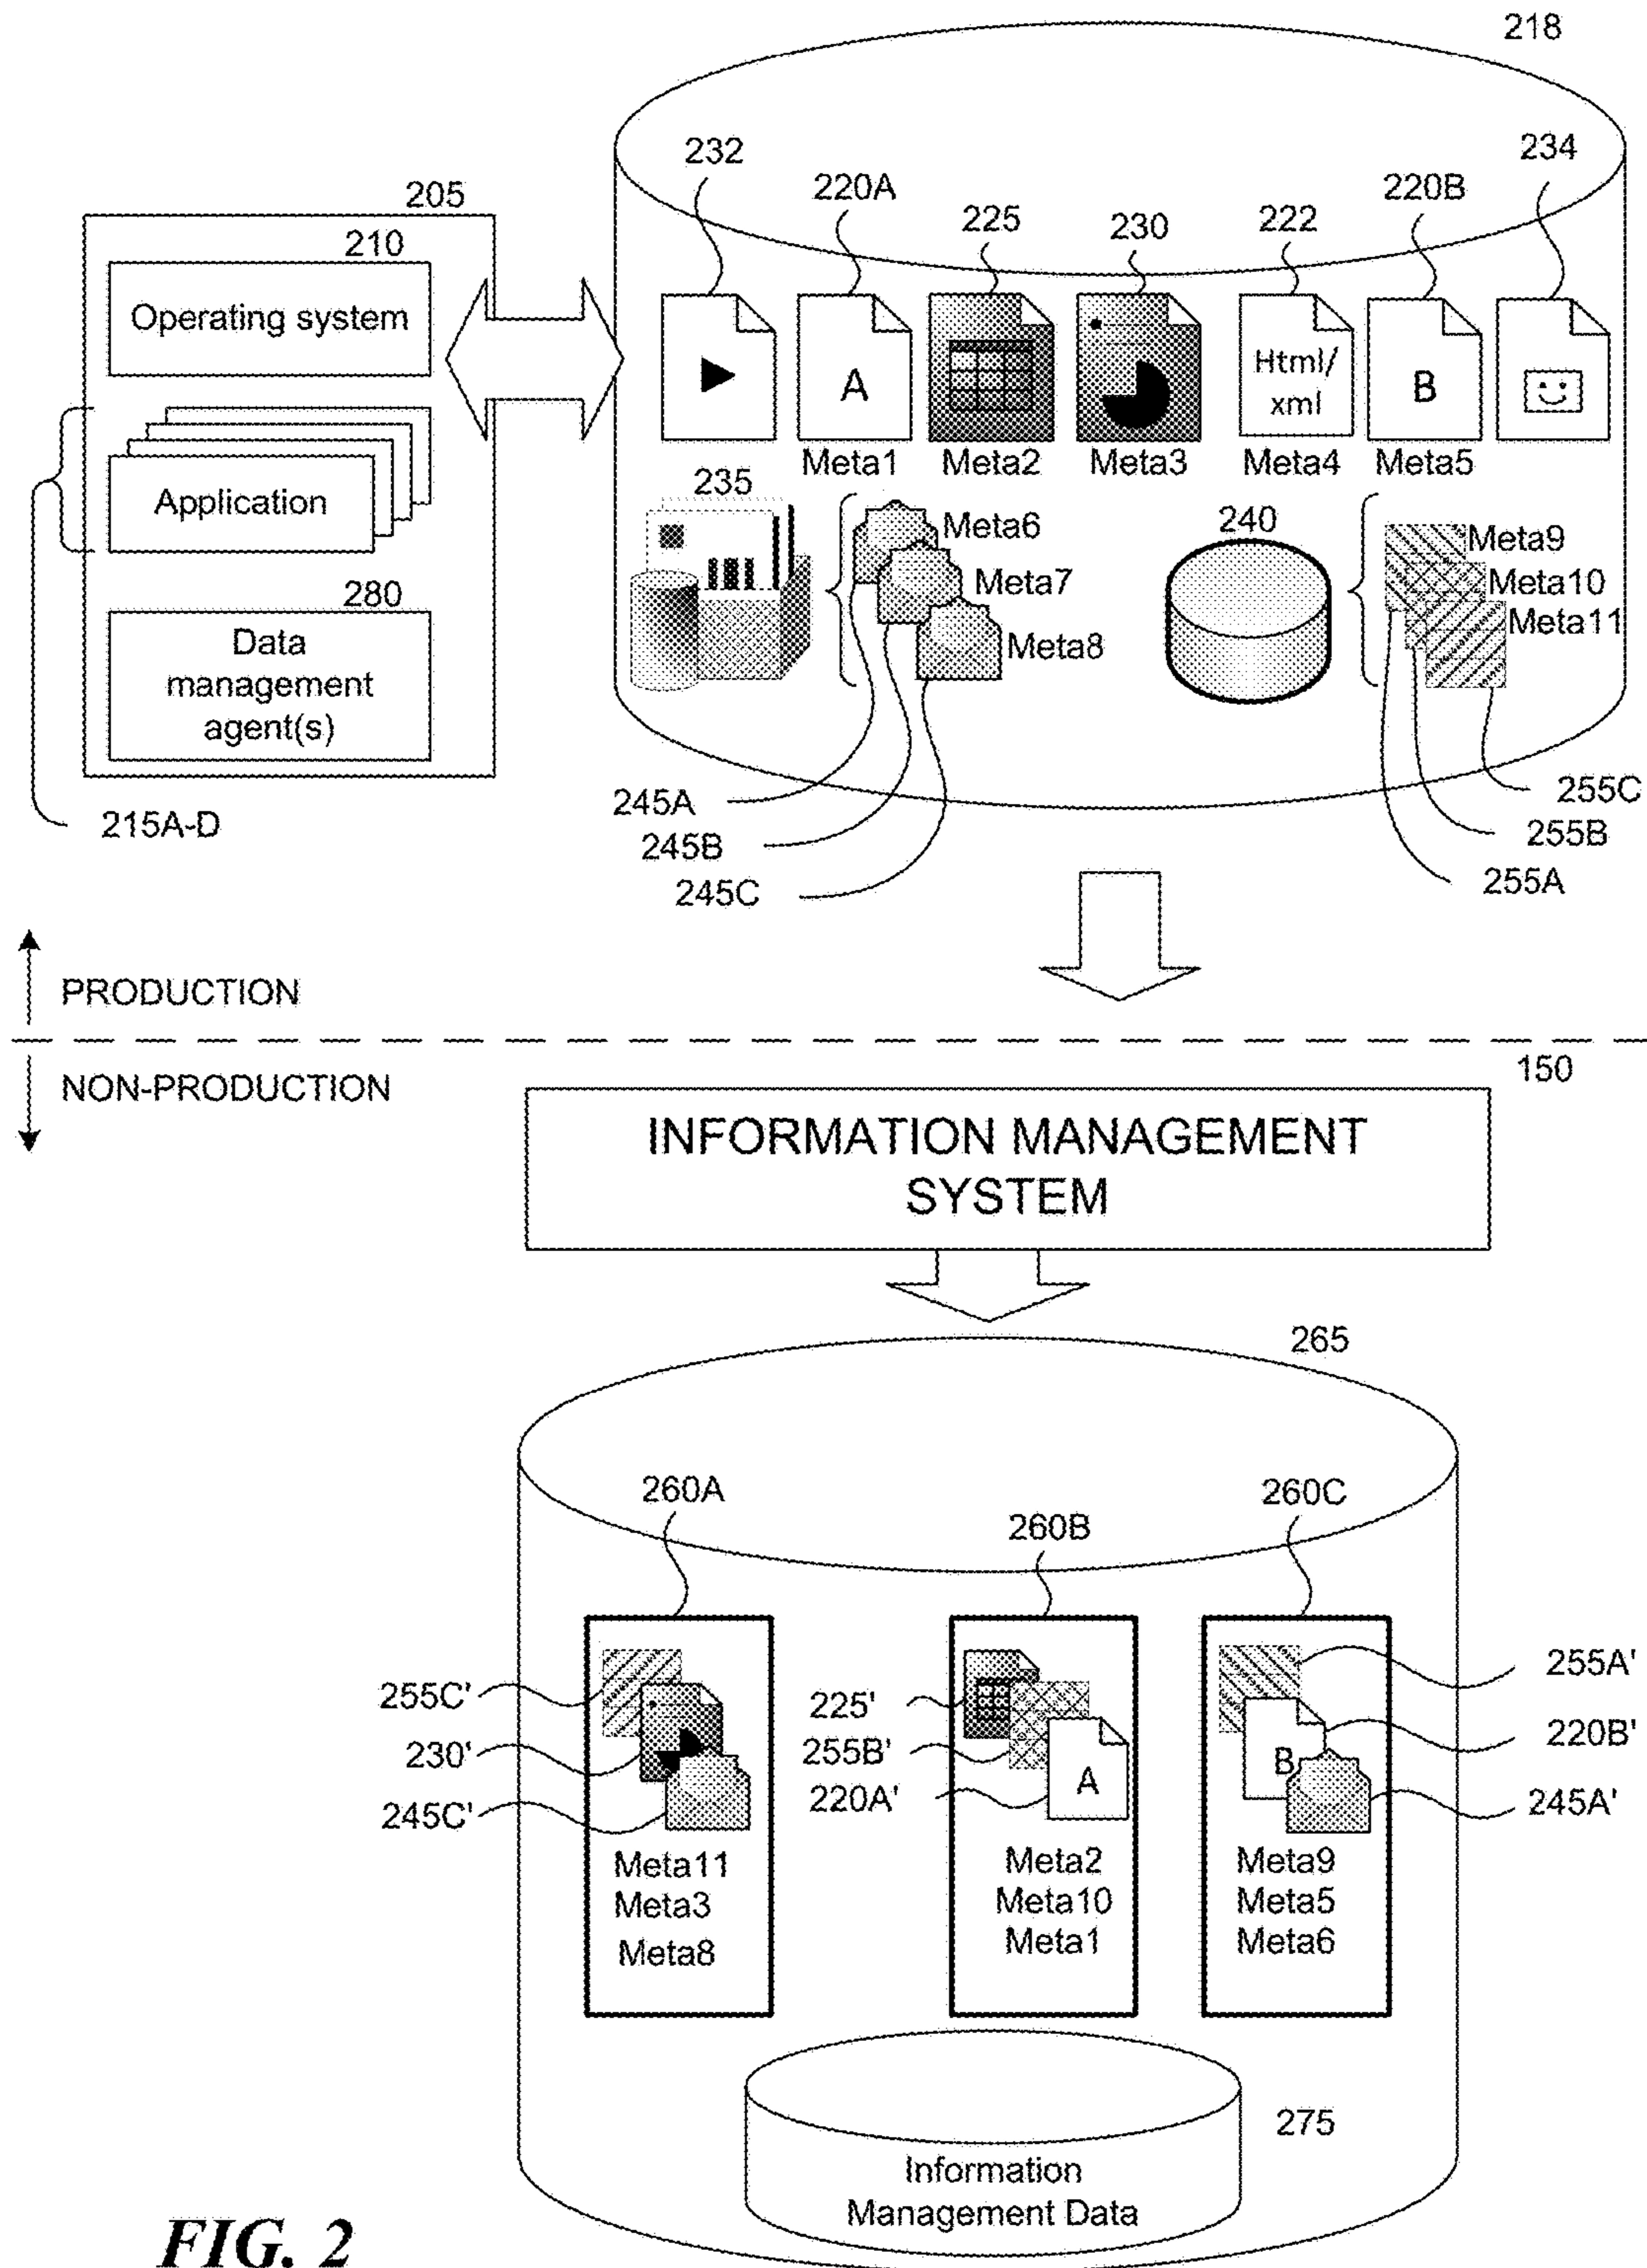 218
232
220A
225
230
222
220B
234
205
210
Operating system
Application
280
Data
management
agent(s)
215A-D
A
Html/
xml
B
Meta1
Meta2
Meta3
Meta4
Meta5
235
Meta6
Meta7
Meta8
240
Meta9
Meta10
Meta11
245A
245B
245C
255C
255B
255A
PRODUCTION
NON-PRODUCTION
150
INFORMATION MANAGEMENT
SYSTEM
265
260A
260B
260C
255C'
230'
245C'
Meta11
Meta3
Meta8
225'
255B'
220A'
A
Meta2
Meta10
Meta1
255A'
220B'
245A'
B
Meta9
Meta5
Meta6
275
Information
Management Data
FIG. 2